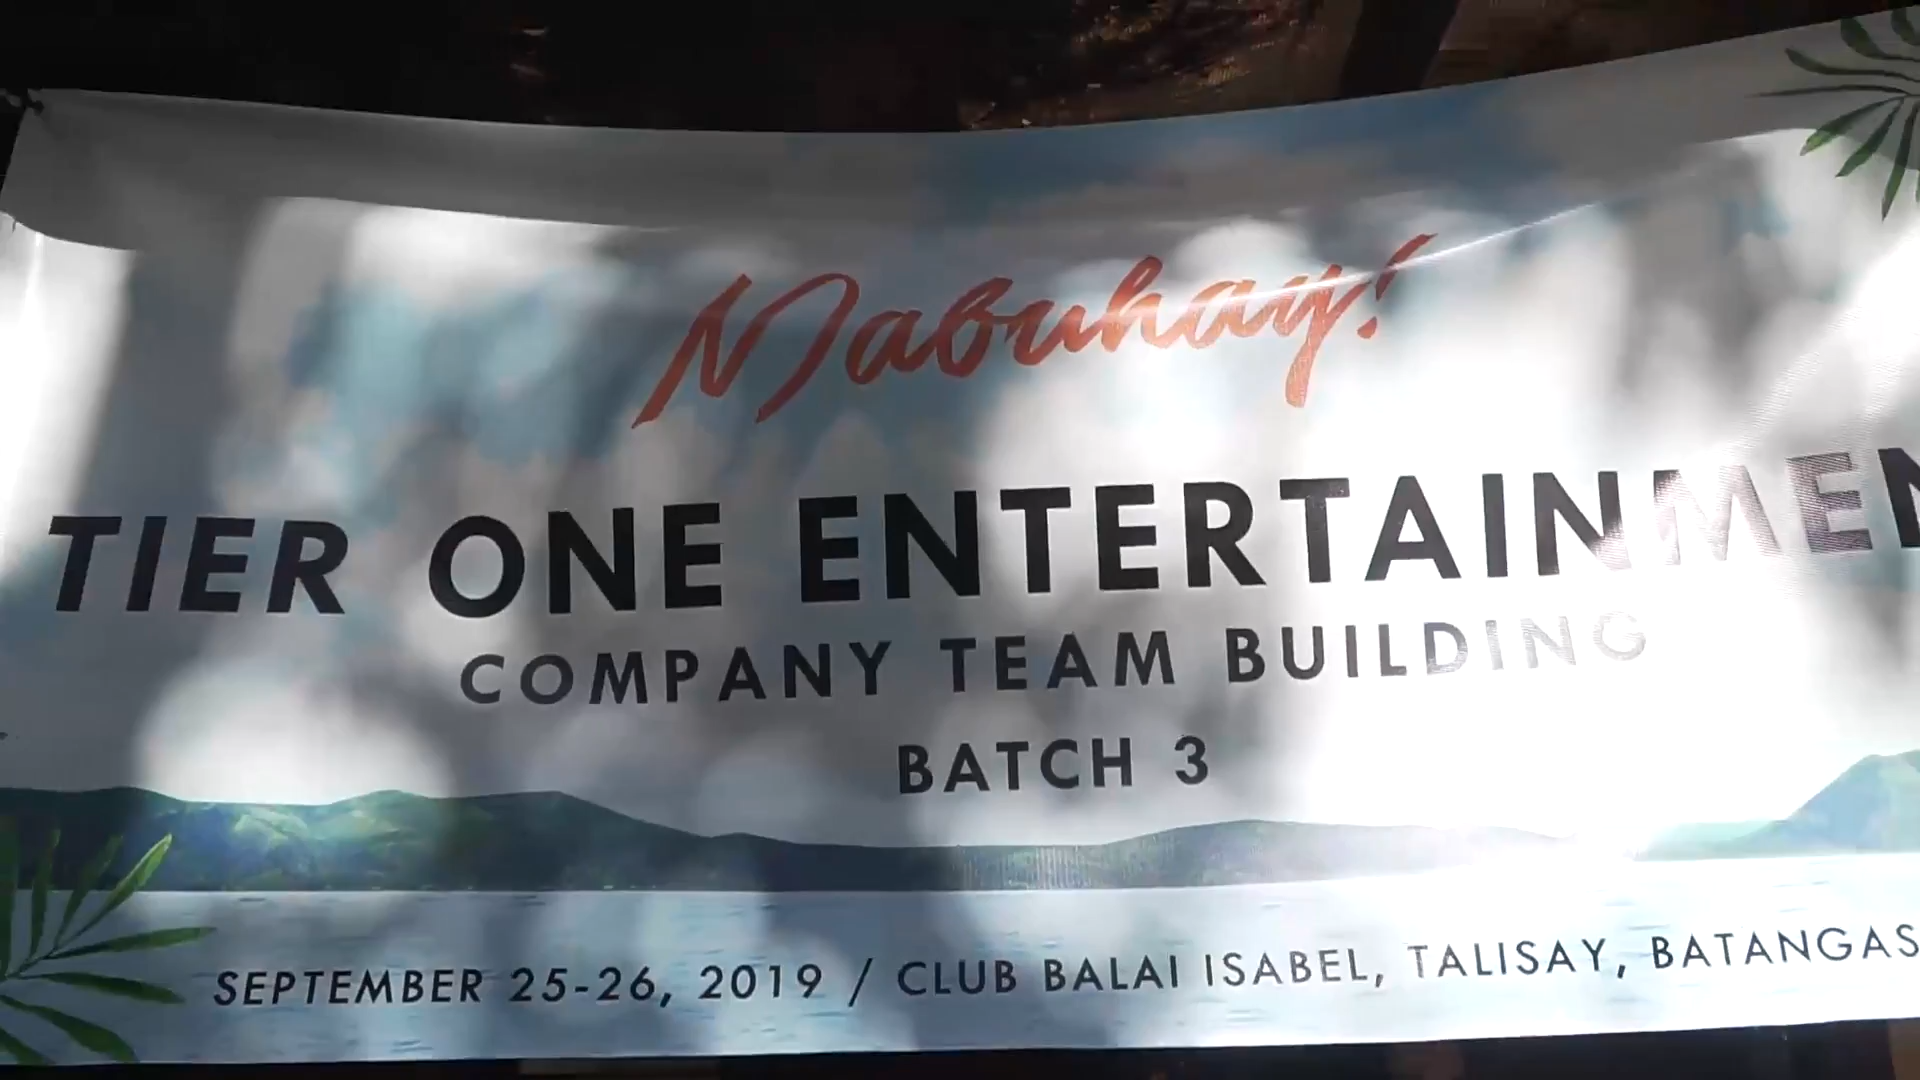 Mabuhay!
TIER ONE ENTERTAINMEN
COMPANY TEAM BUILDING
BATCH 3
SEPTEMBER 25-26, 2019 / CLUB BALAI ISABEL, TALISAY, BATANGAS